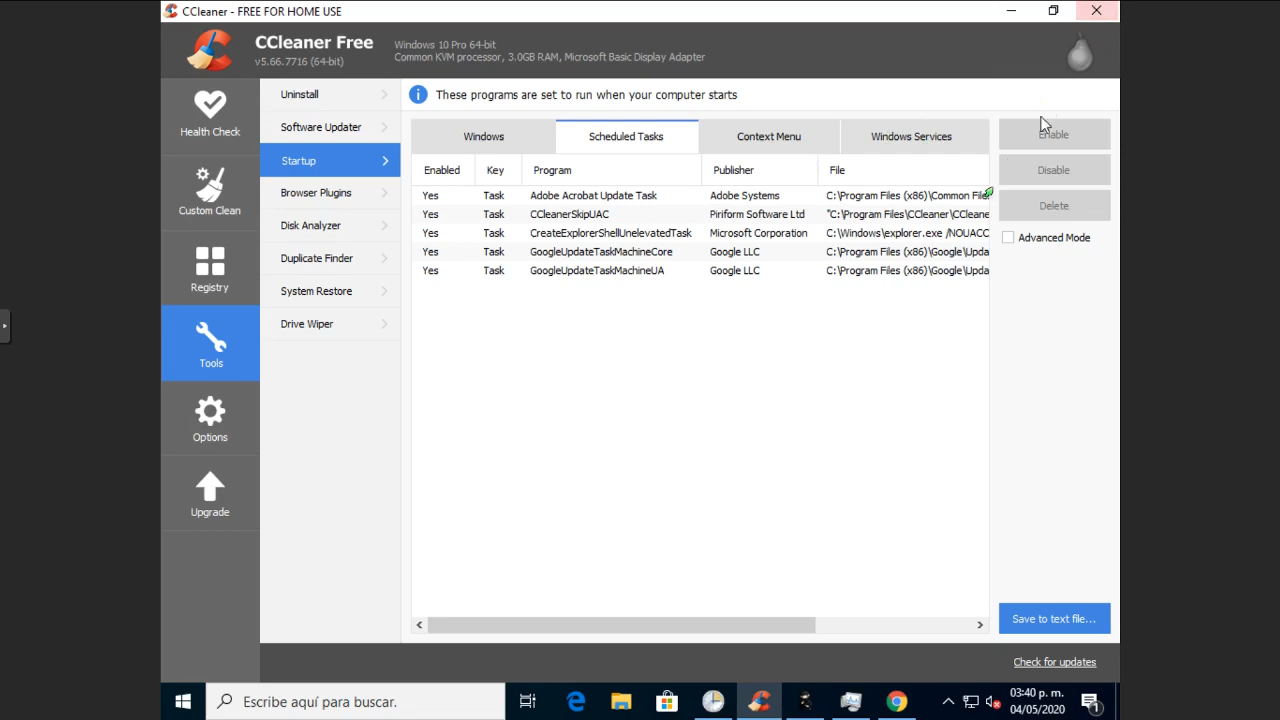 CCleaner - FREE FOR HOME USE
CCleaner Free
v5.66.7716 (64-bit)
Windows 10 Pro 64-bit
Common KVM processor, 3.0GB RAM, Microsoft Basic Display Adapter
Health Check
Custom Clean
Registry
Tools
Options
Upgrade
Uninstall
Software Updater
Startup
Browser Plugins
Disk Analyzer
Duplicate Finder
System Restore
Drive Wiper
These programs are set to run when your computer starts
Windows Scheduled Tasks Context Menu Windows Services
Enabled Key Program Publisher File
Yes Task Adobe Acrobat Update Task Adobe Systems C:\Program Files (x86)\Common File
Yes Task CCleanerSkipUAC Piriform Software Ltd "C:\Program Files\CCleaner\CCleane
Yes Task CreateExplorerShellUnelevatedTask Microsoft Corporation C:\Windows\explorer.exe /NOUACC
Yes Task GoogleUpdateTaskMachineCore Google LLC C:\Program Files (x86)\Google\Upda
Yes Task GoogleUpdateTaskMachineUA Google LLC C:\Program Files (x86)\Google\Upda
Enable
Disable
Delete
Advanced Mode
Save to text file...
Check for updates
Escribe aquí para buscar.
03:40 p. m.
04/05/2020
1